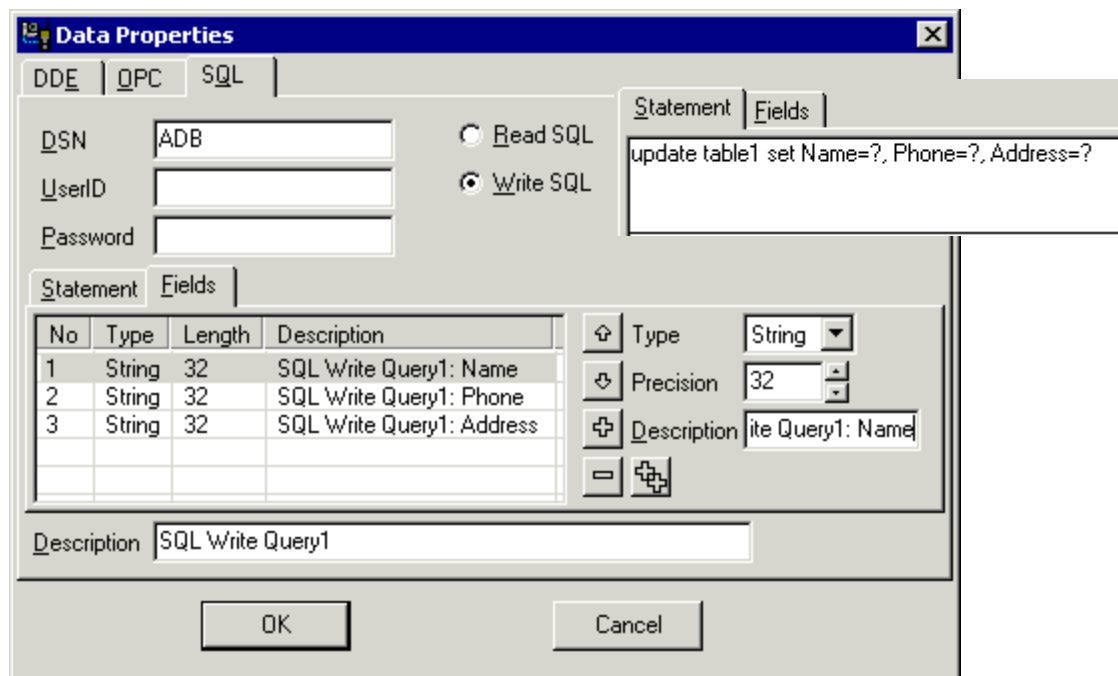 Data Properties
DDE OPC SQL
Statement Fields
update table1 set Name=?, Phone=?, Address=?
DSN ADB Read SQL
UserID Write SQL
Password
Statement Fields
No Type Length Description
1 String 32 SQL Write Query1: Name
2 String 32 SQL Write Query1: Phone
3 String 32 SQL Write Query1: Address
Type String
Precision 32
Description ite Query1: Name
Description SQL Write Query1
OK Cancel